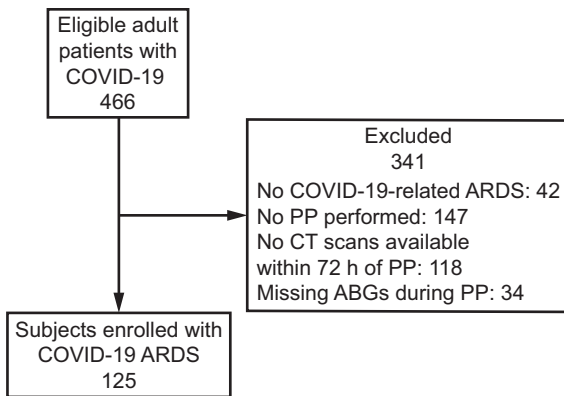 Eligible adult
patients with
COVID-19
466
Excluded
341
No COVID-19-related ARDS: 42
No PP performed: 147
No CT scans available
within 72 h of PP: 118
Missing ABGs during PP: 34
Subjects enrolled with
COVID-19 ARDS
125